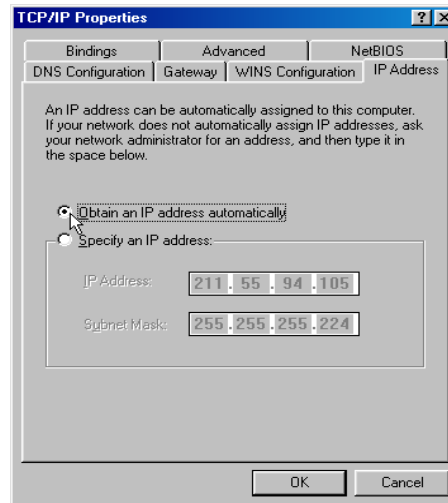 TCP/IP Properties
Bindings Advanced NetBIOS
DNS Configuration Gateway WINS Configuration IP Address
An IP address can be automatically assigned to this computer.
If your network does not automatically assign IP addresses, ask
your network administrator for an address, and then type it in
the space below.
Obtain an IP address automatically
Specify an IP address:
IP Address: 211 . 55 . 94 .105
Subnet Mask: 255 .255 .255 .224
OK Cancel